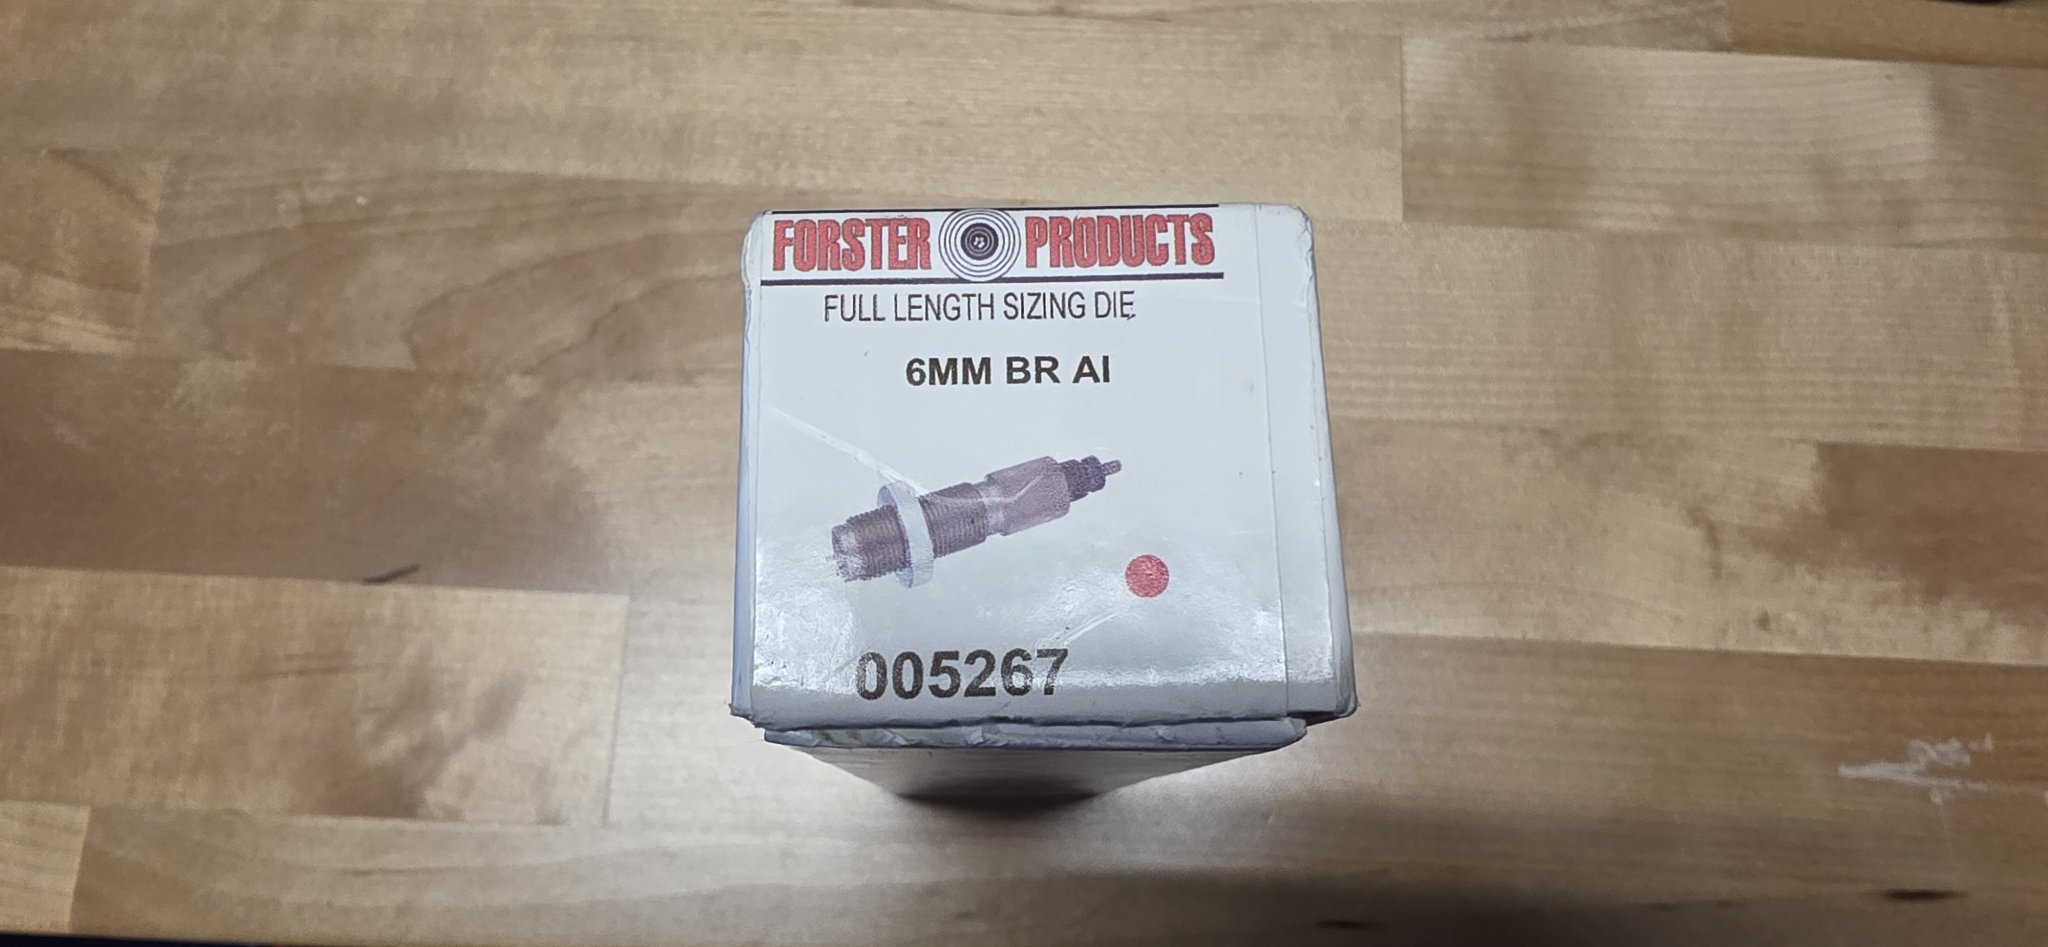 FORSTER PRODUCTS
FULL LENGTH SIZING DIE
6MM BR AI
005267